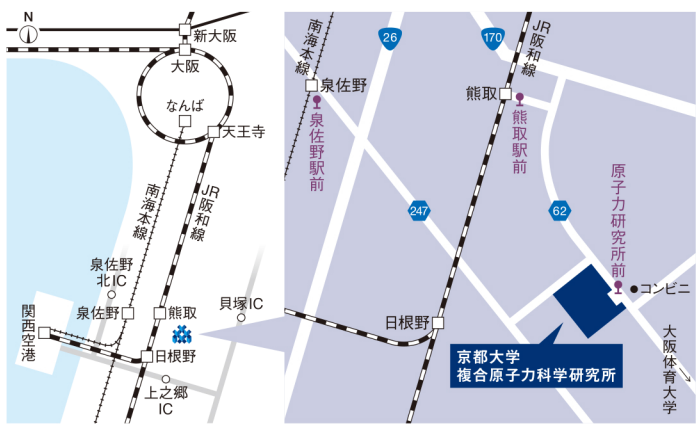 N
新大阪
大阪
なんば
天王寺
南海本線
JR阪和線
泉佐野
北IC
貝塚IC
泉佐野
熊取
関西空港
日根野
上之郷
IC
南海本線
26
170
JR阪和線
泉佐野
熊取
泉佐野駅前
熊取駅前
原子力研究所前
247
62
コンビニ
日根野
京都大学
複合原子力科学研究所
大阪体育大学